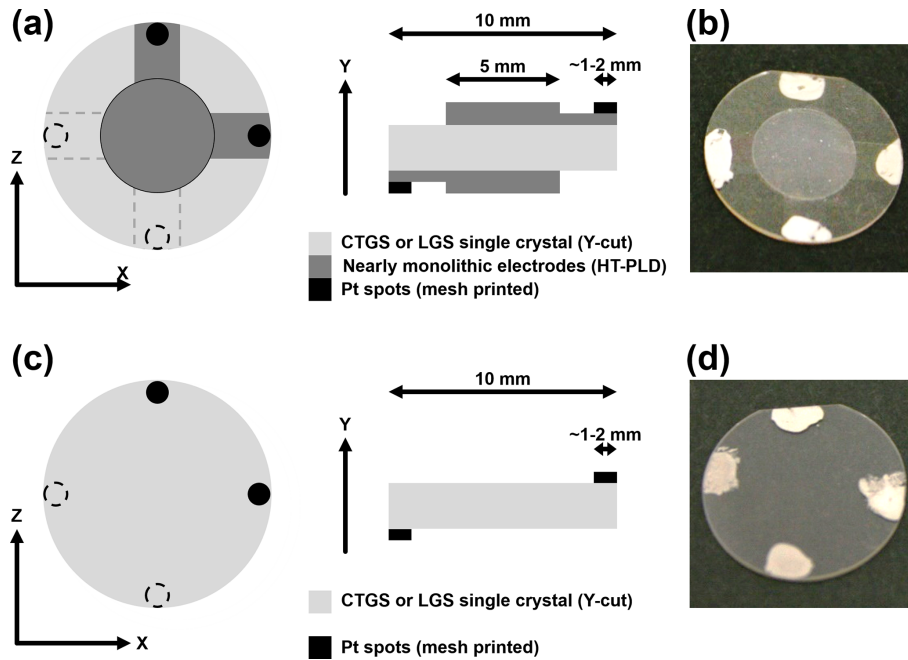 (a)
10 mm
(b)
Y
5 mm
~1-2 mm
Z
X
CTGS or LGS single crystal (Y-cut)
Nearly monolithic electrodes (HT-PLD)
Pt spots (mesh printed)
(c)
(d)
10 mm
Y
~1-2 mm
Z
X
CTGS or LGS single crystal (Y-cut)
Pt spots (mesh printed)